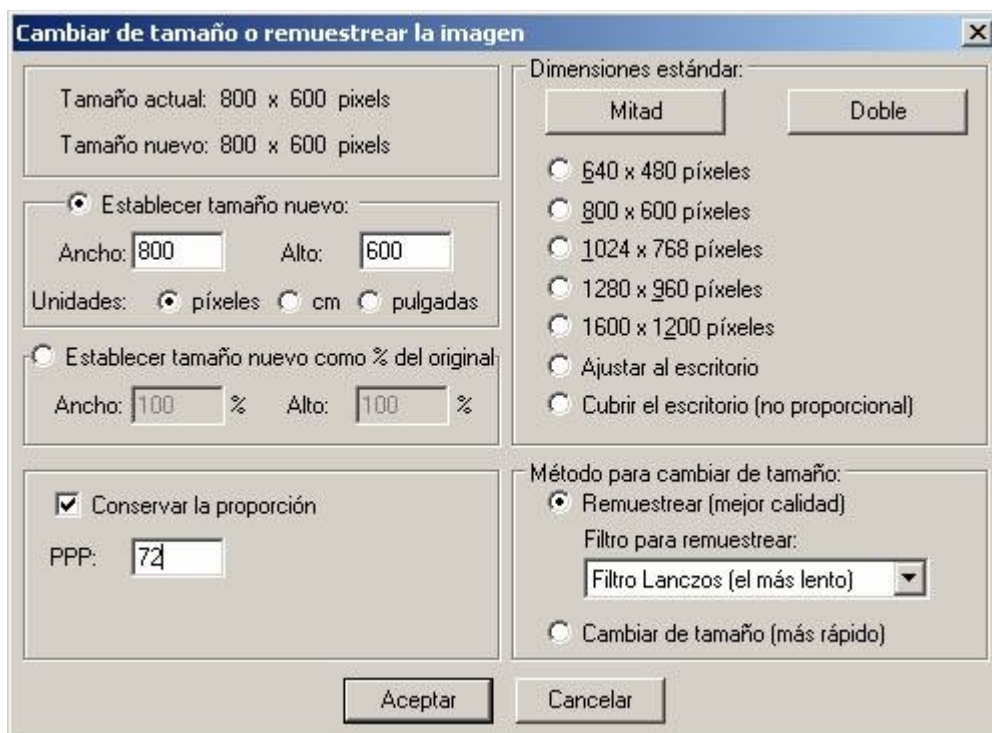 Cambiar de tamaño o remuestrear la imagen
Tamaño actual: 800 x 600 pixels
Tamaño nuevo: 800 x 600 pixels
Establecer tamaño nuevo:
Ancho: 800 Alto: 600
Unidades: píxeles cm pulgadas
Establecer tamaño nuevo como % del original
Ancho: 100 % Alto: 100 %
Conservar la proporción
PPP: 72
Dimensiones estándar:
Mitad Doble
640 x 480 píxeles
800 x 600 píxeles
1024 x 768 píxeles
1280 x 960 píxeles
1600 x 1200 píxeles
Ajustar al escritorio
Cubrir el escritorio (no proporcional)
Método para cambiar de tamaño:
Remuestrear (mejor calidad)
Filtro para remuestrear:
Filtro Lanczos (el más lento)
Cambiar de tamaño (más rápido)
Aceptar Cancelar